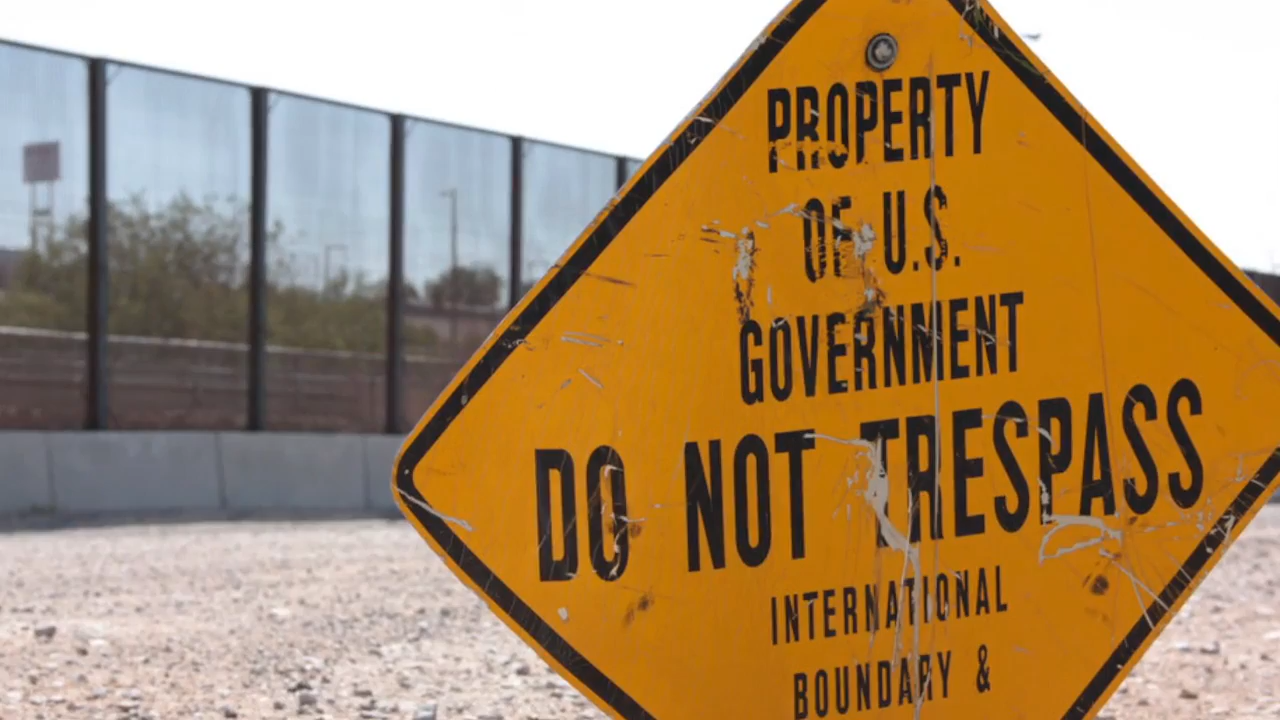 PROPERTY
OF U.S.
GOVERNMENT
DO NOT TRESPASS
INTERNATIONAL
BOUNDARY &